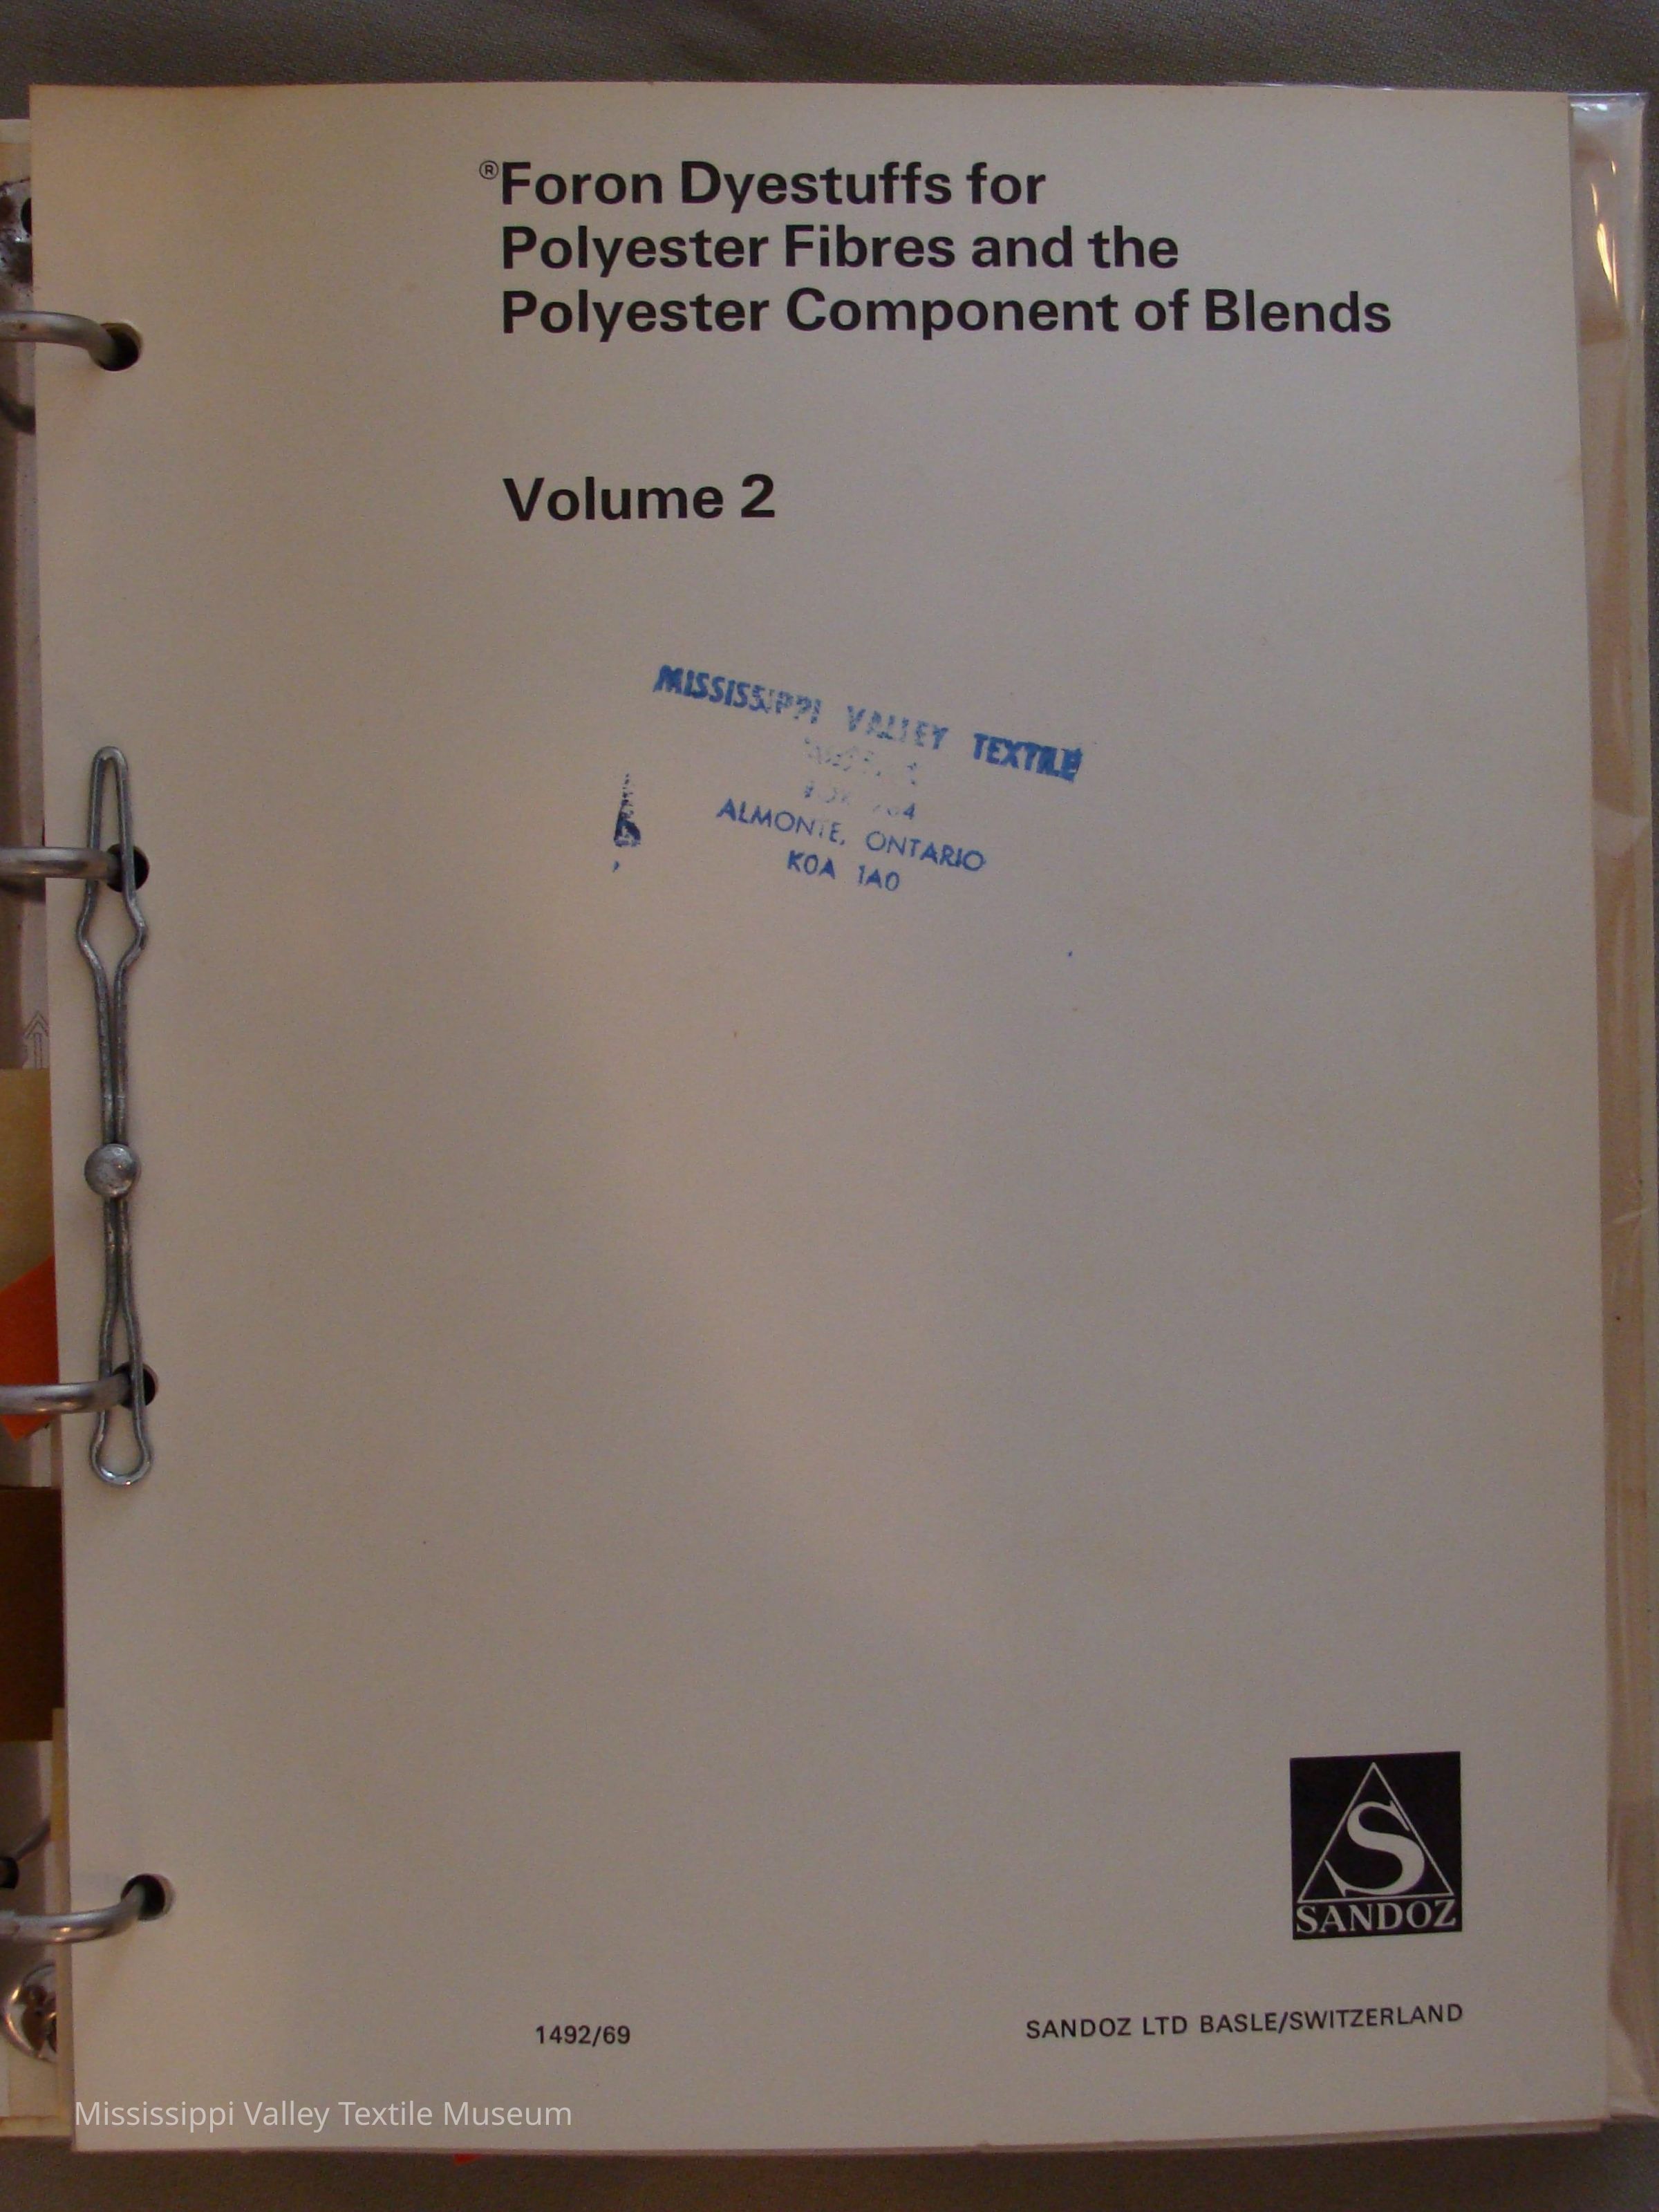 ®Foron Dyestuffs for
Polyester Fibres and the
Polyester Component of Blends
Volume 2
MISSISSIPPI VALLEY TEXTILE
ALMONTE, ONTARIO
K0A 1A0
S
SANDOZ
1492/69
SANDOZ LTD BASLE/SWITZERLAND
Mississippi Valley Textile Museum